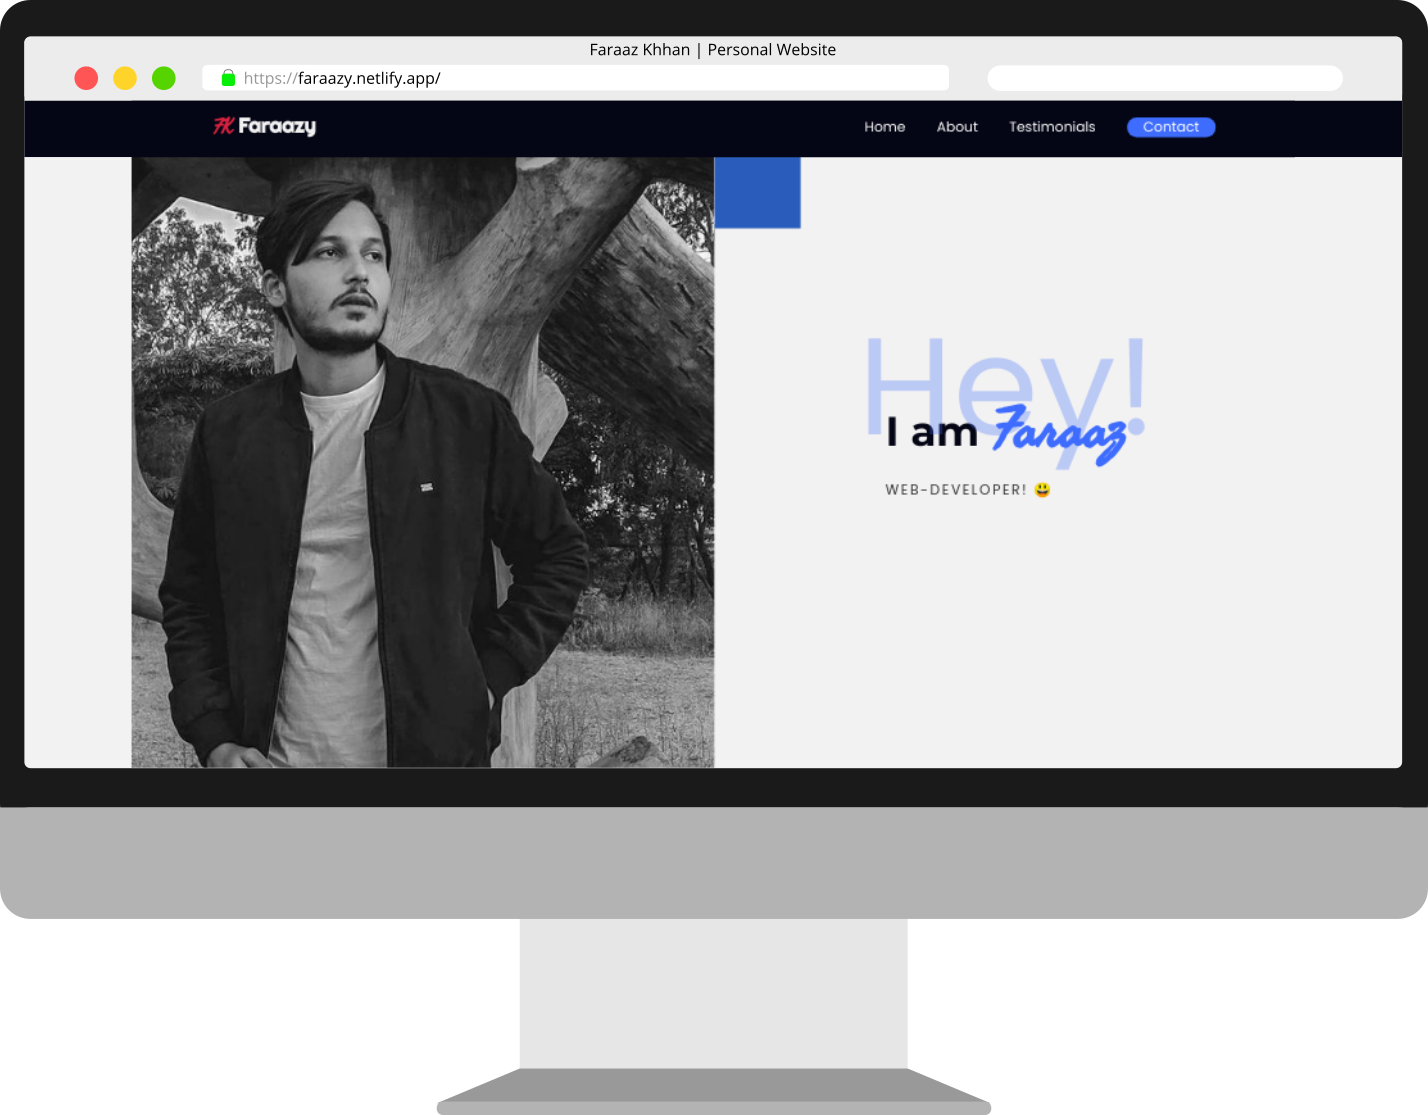 Faraaz Khhan | Personal Website
https://faraazy.netlify.app/
FK Faraazy
Home About Testimonials Contact
Hey!
I am Faraaz
WEB-DEVELOPER! 😃